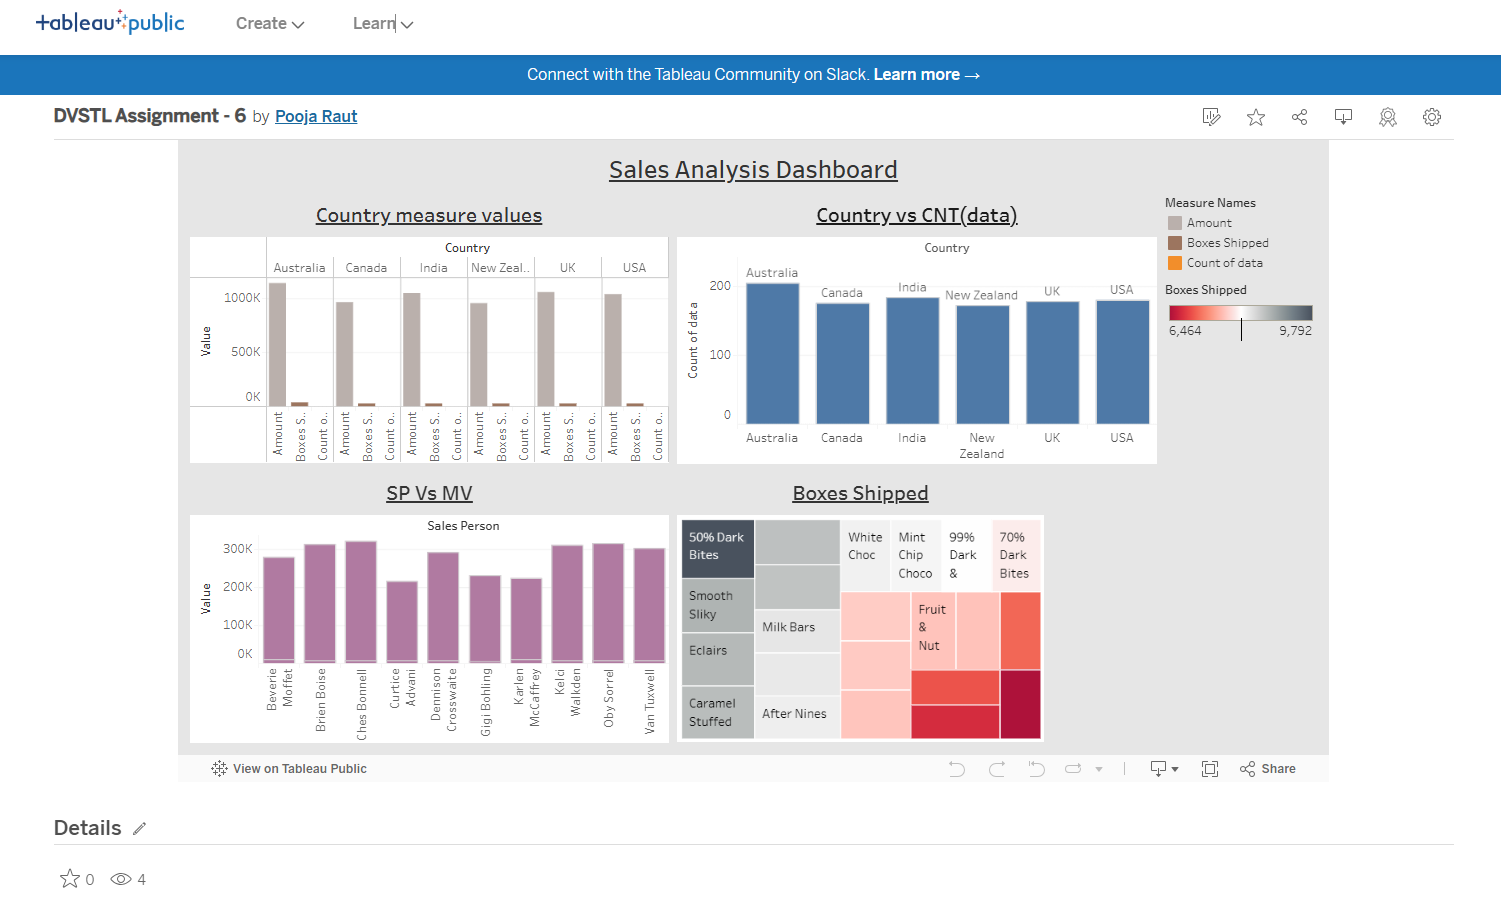 tableau public
Create
Learn
Connect with the Tableau Community on Slack. Learn more →
DVSTL Assignment - 6 by Pooja Raut
Sales Analysis Dashboard
Country measure values
Country
Australia Canada India New Zeal.. UK USA
Value
1000K
500K
0K
Amount Boxes S.. Count o.. Amount Boxes S.. Count o.. Amount Boxes S.. Count o.. Amount Boxes S.. Count o.. Amount Boxes S.. Count o.. Amount Boxes S.. Count o..
Country vs CNT(data)
Country
Count of data
200
100
0
Australia Canada India New Zealand UK USA
Australia Canada India New Zealand UK USA
Measure Names
Amount
Boxes Shipped
Count of data
Boxes Shipped
6,464 9,792
SP Vs MV
Sales Person
Value
300K
200K
100K
0K
Beverie Moffet
Brien Boise
Ches Bonnell
Curtice Advani
Dennison Crosswaite
Gigi Bohling
Karlen McCaffrey
Kelci Walkden
Oby Sorrel
Van Tuxwell
Boxes Shipped
50% Dark
Bites
Smooth
Sliky
Eclairs
Caramel
Stuffed
Milk Bars
After Nines
White
Choc
Mint
Chip
Choco
99%
Dark
&
70%
Dark
Bites
Fruit
&
Nut
View on Tableau Public
Share
Details
0 4